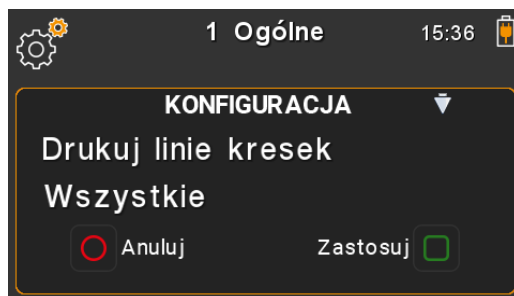 1 Ogólne 15:36
KONFIGURACJA
Drukuj linie kresek
Wszystkie
Anuluj Zastosuj